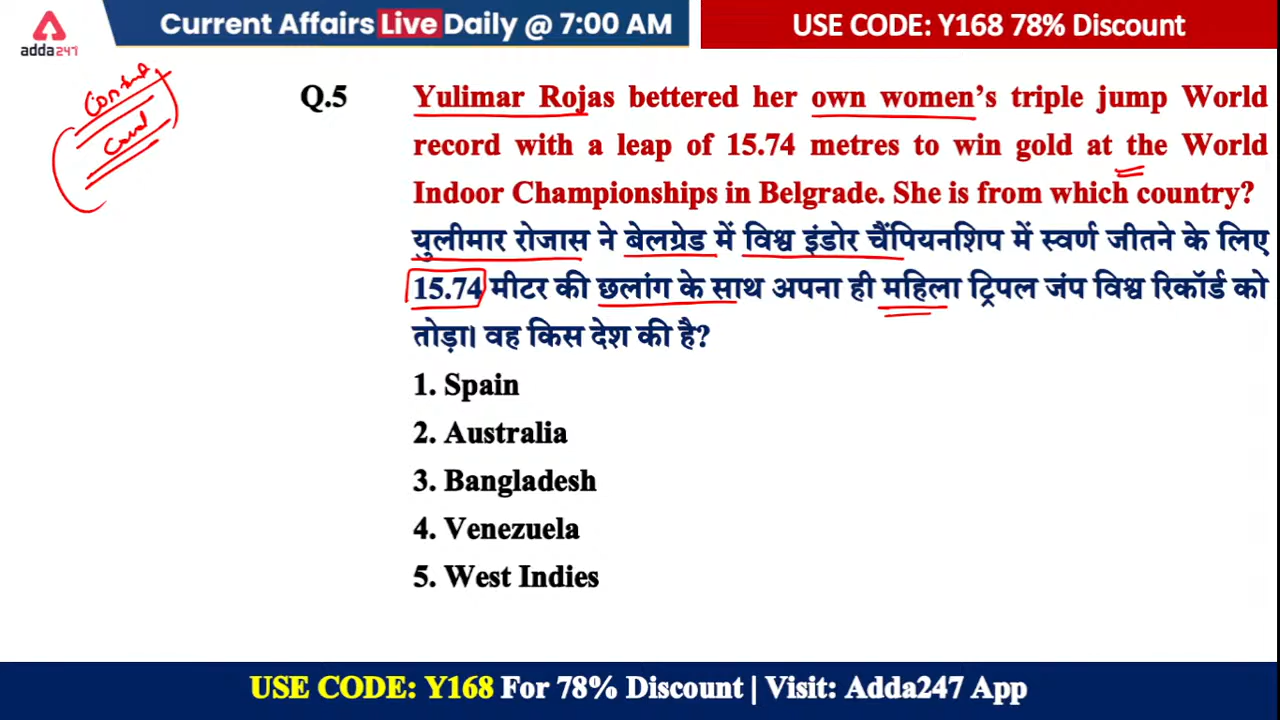 Current Affairs Live Daily @ 7:00 AM
USE CODE: Y168 78% Discount
adda247
Q.5 Yulimar Rojas bettered her own women's triple jump World
record with a leap of 15.74 metres to win gold at the World
Indoor Championships in Belgrade. She is from which country?
युलीमार रोजास ने बेलग्रेड में विश्व इंडोर चैंपियनशिप में स्वर्ण जीतने के लिए
15.74 मीटर की छलांग के साथ अपना ही महिला ट्रिपल जंप विश्व रिकॉर्ड को
तोड़ा। वह किस देश की है?
1. Spain
2. Australia
3. Bangladesh
4. Venezuela
5. West Indies
USE CODE: Y168 For 78% Discount | Visit: Adda247 App